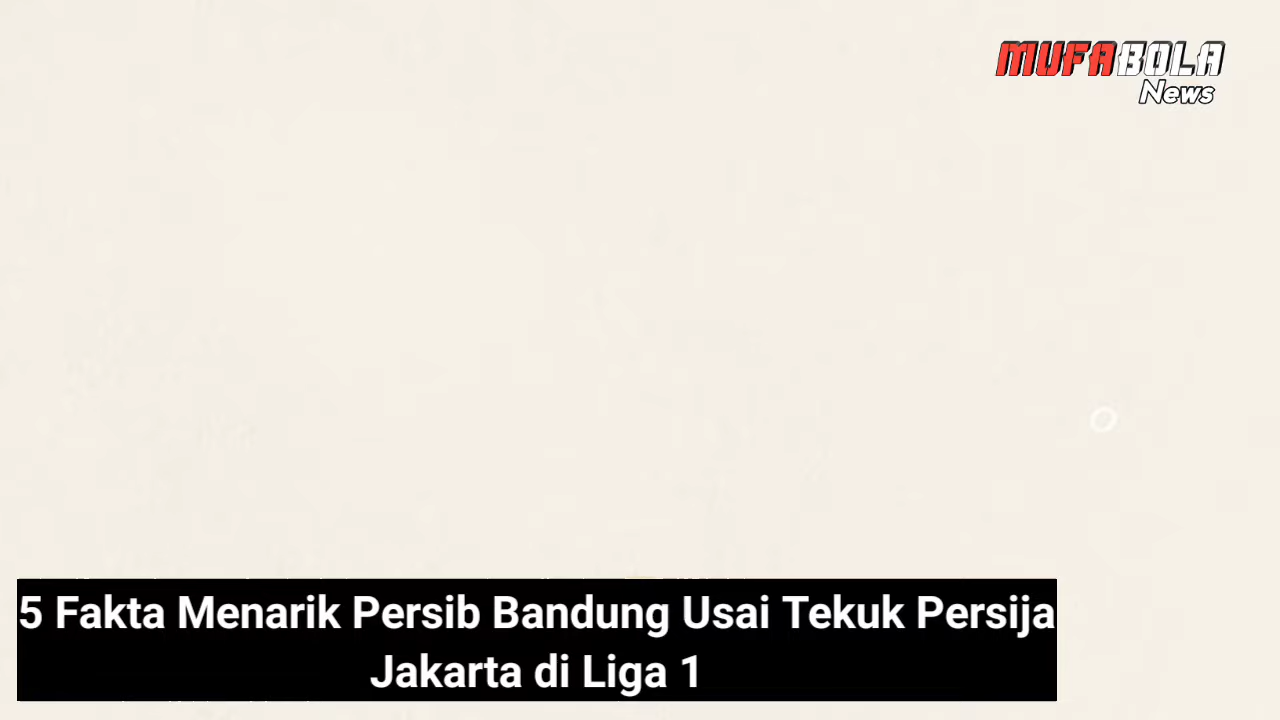 MUFABOLA
News
5 Fakta Menarik Persib Bandung Usai Tekuk Persija
Jakarta di Liga 1